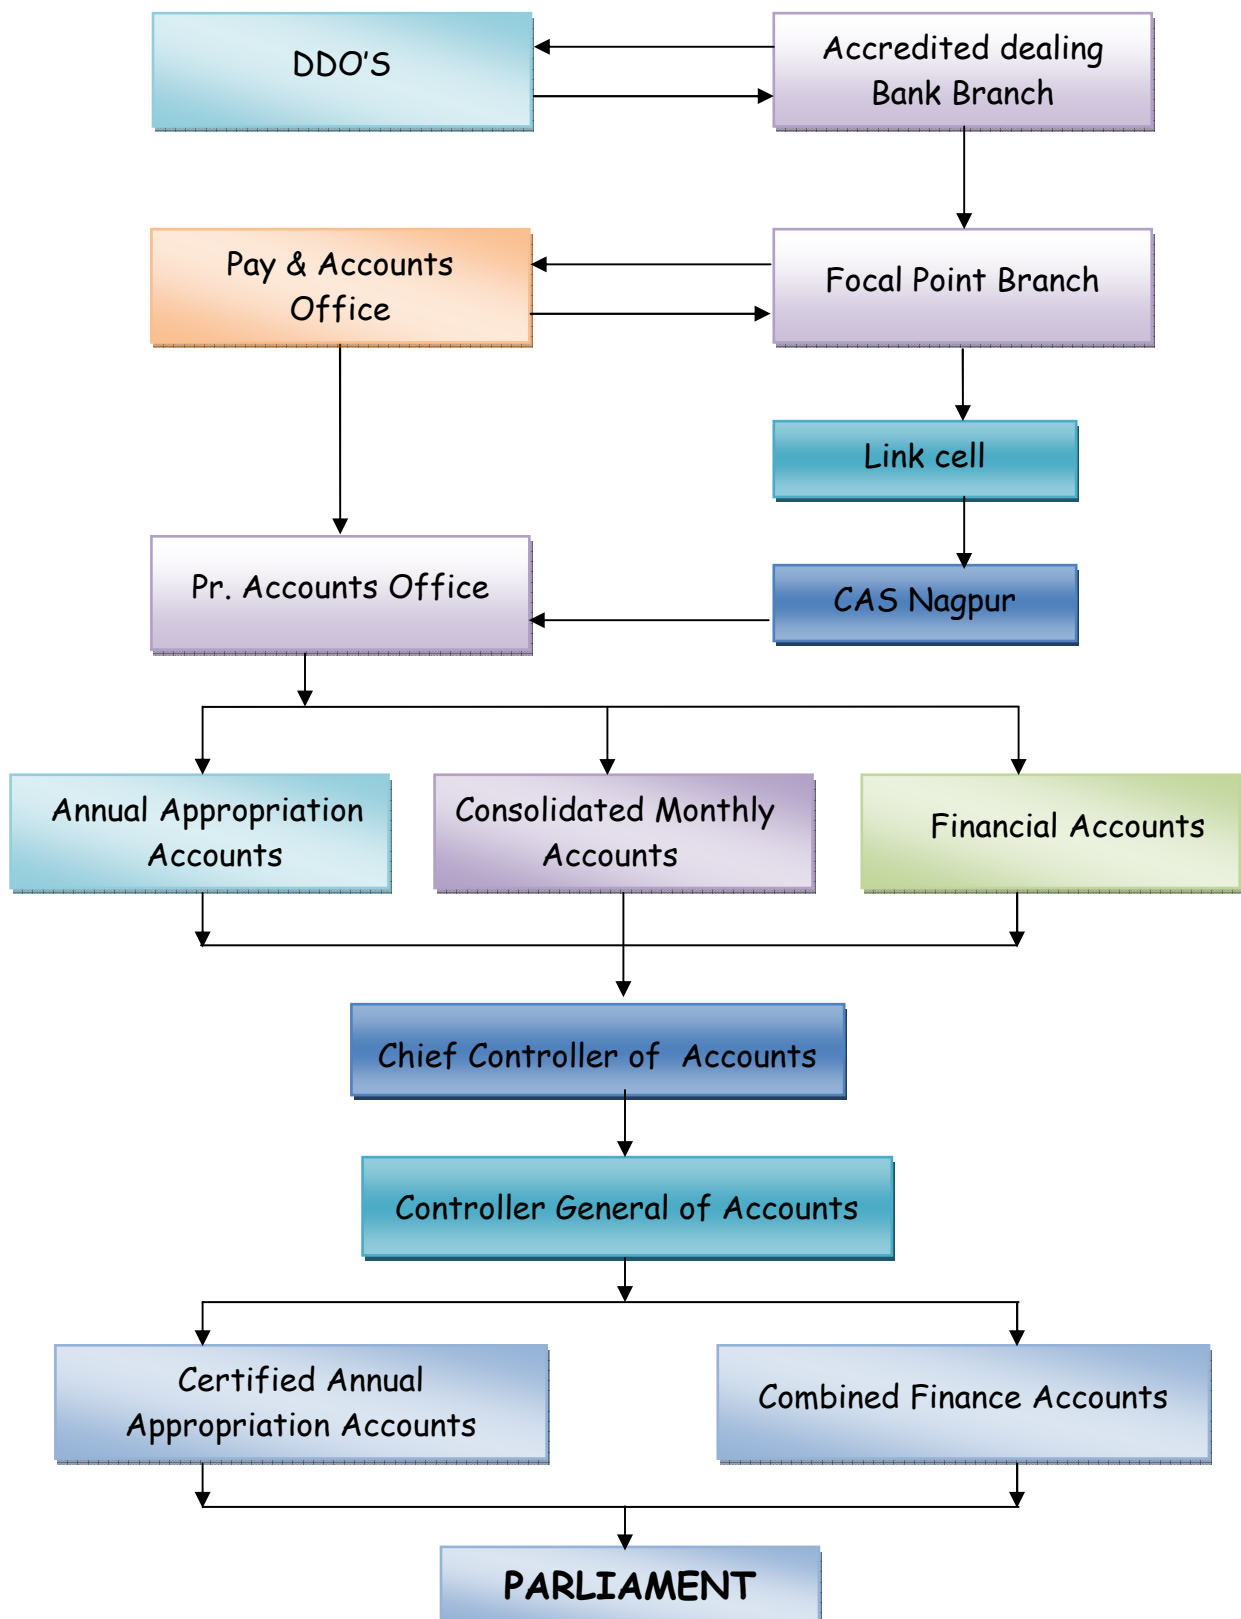 DDO'S
Accredited dealing
Bank Branch
Pay & Accounts
Office
Focal Point Branch
Link cell
Pr. Accounts Office
CAS Nagpur
Annual Appropriation
Accounts
Consolidated Monthly
Accounts
Financial Accounts
Chief Controller of Accounts
Controller General of Accounts
Certified Annual
Appropriation Accounts
Combined Finance Accounts
PARLIAMENT